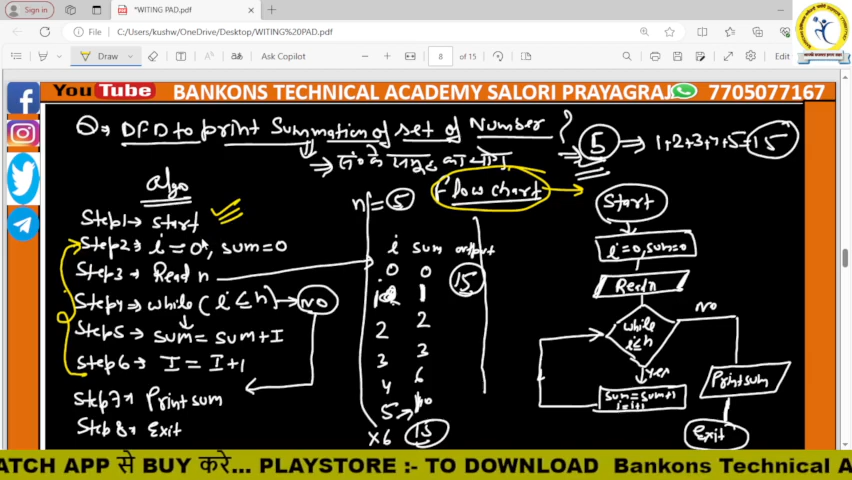 Sign in
*WITING PAD.pdf
C:/Users/kushw/OneDrive/Desktop/WITING%20PAD.pdf
Draw
Ask Copilot
8 of 15
Edit
YouTube BANKONS TECHNICAL ACADEMY SALORI PRAYAGRAJ 7705077167
Q⇒ DFD to print Summation of set of Number?
5 ⇒ 1+2+3+4+5=15
Algo
Step1→ start
Step2→ i=0, sum=0
Step3→ Read n
Step4→ while (i≤n) → NO
Step5→ sum= sum+I
Step6→ I = I+1
Step7→ Print sum
Step8→ Exit
n=5
i sum output
0 0 15
1 1
2 2
3 3
4 6
5→ 10
×6 15
Flow chart →
Start
i=0, sum=0
Read n
while
i≤n
No
Yes
sum=sum+i
i=i+1
Print sum
Exit
ATCH APP से BUY करे... PLAYSTORE :- TO DOWNLOAD Bankons Technical A